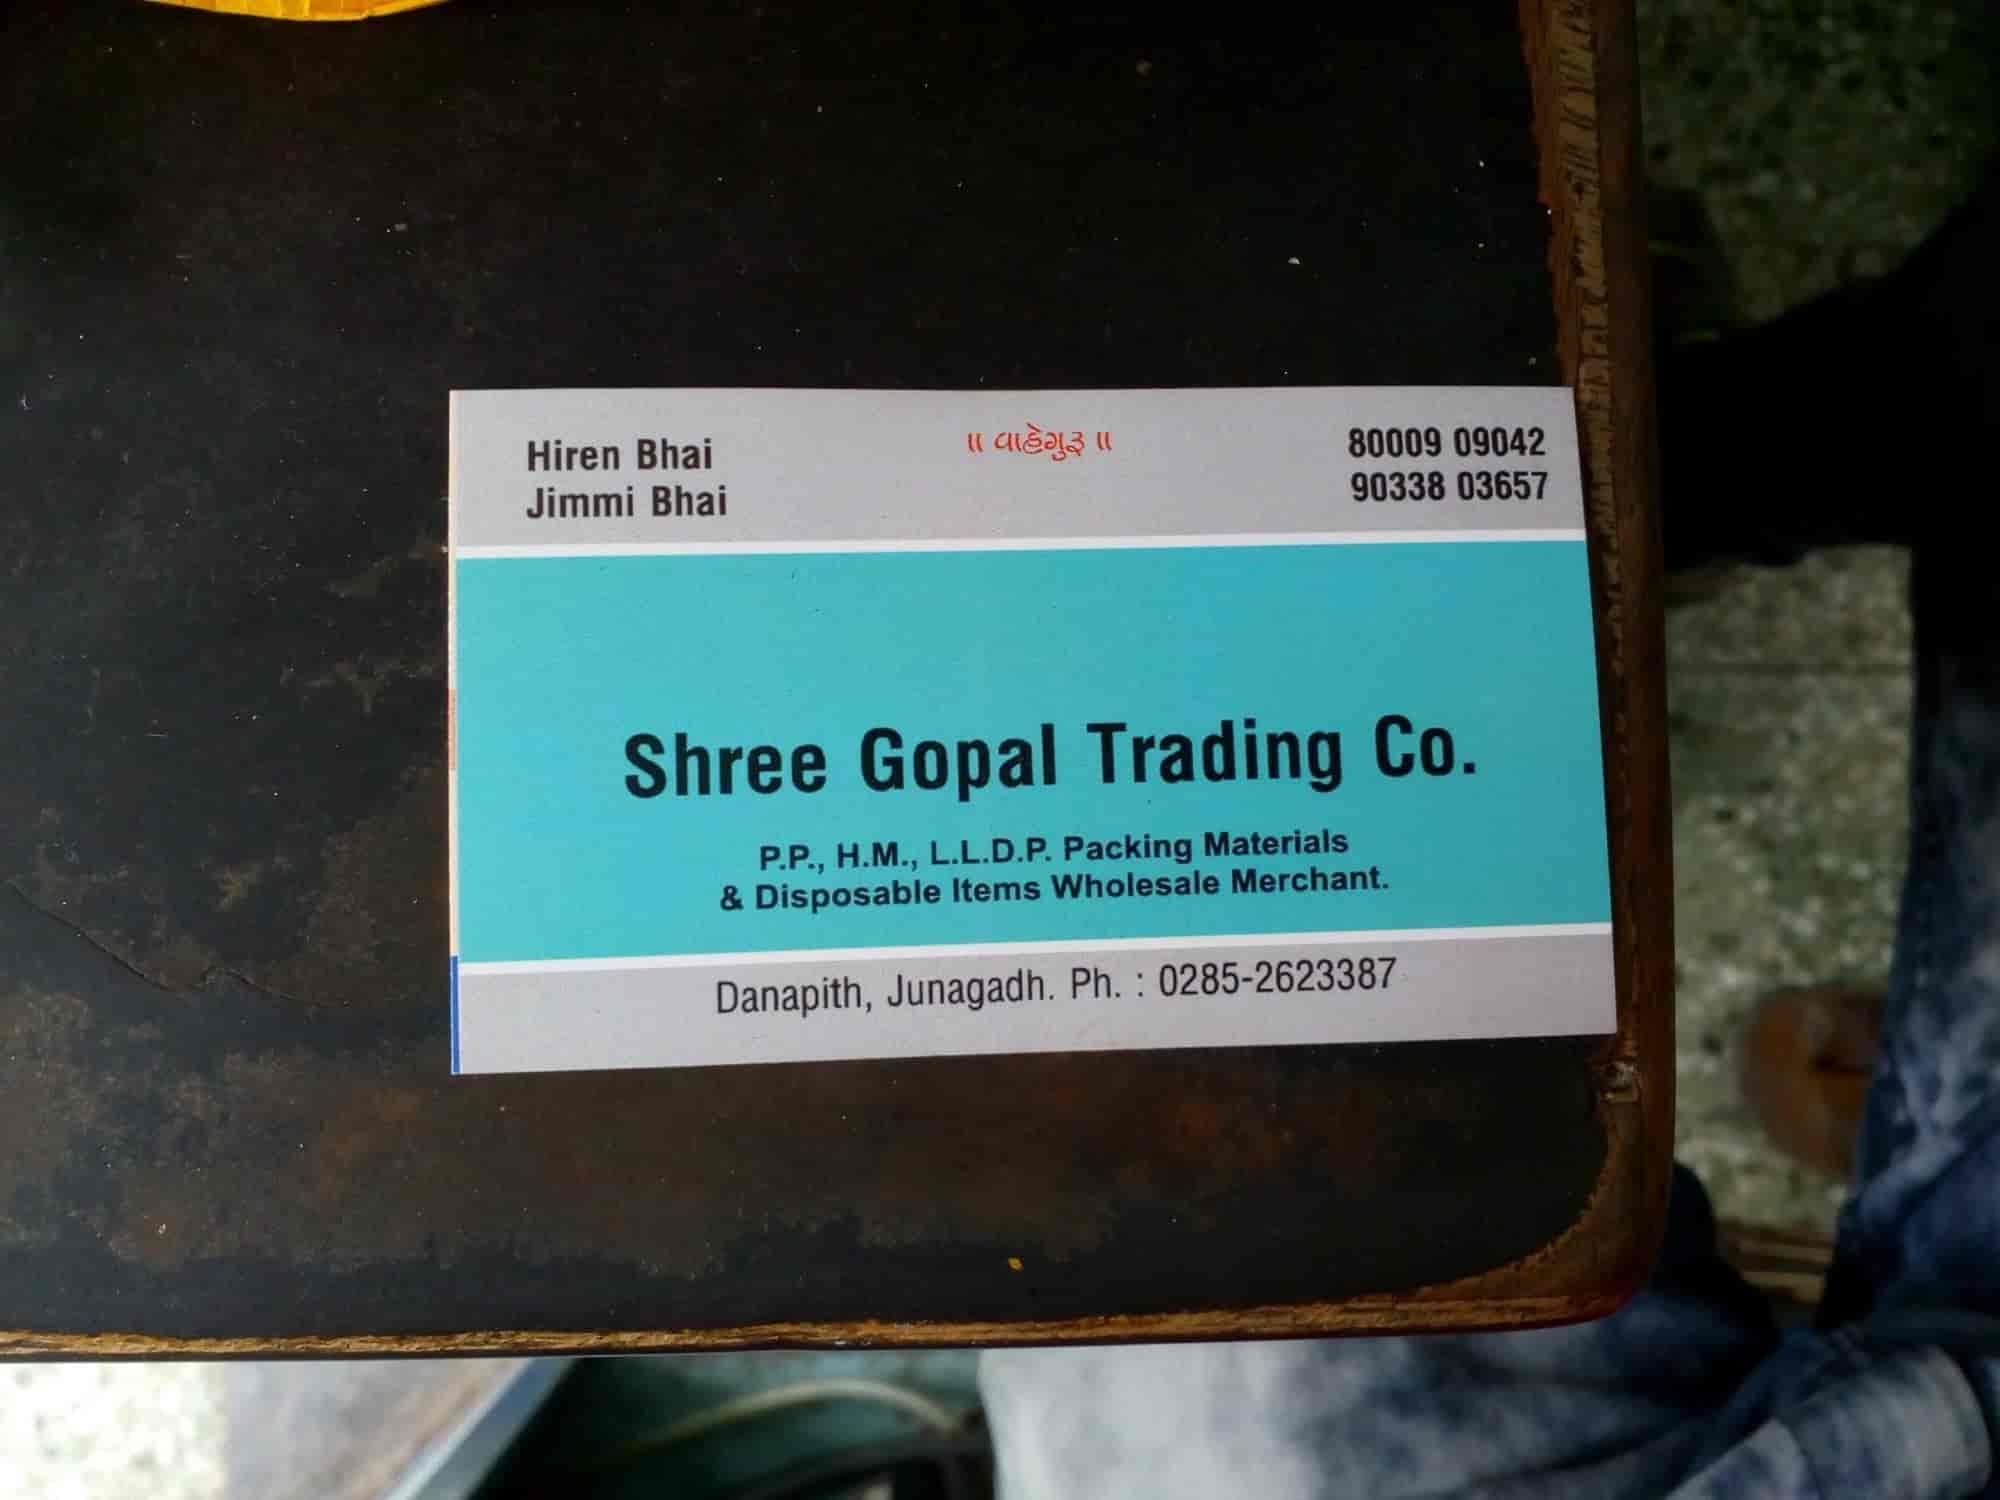 Hiren Bhai
Jimmi Bhai
॥ વાહેગુરૂ ॥
80009 09042
90338 03657
Shree Gopal Trading Co.
P.P., H.M., L.L.D.P. Packing Materials
& Disposable Items Wholesale Merchant.
Danapith, Junagadh. Ph. : 0285-2623387